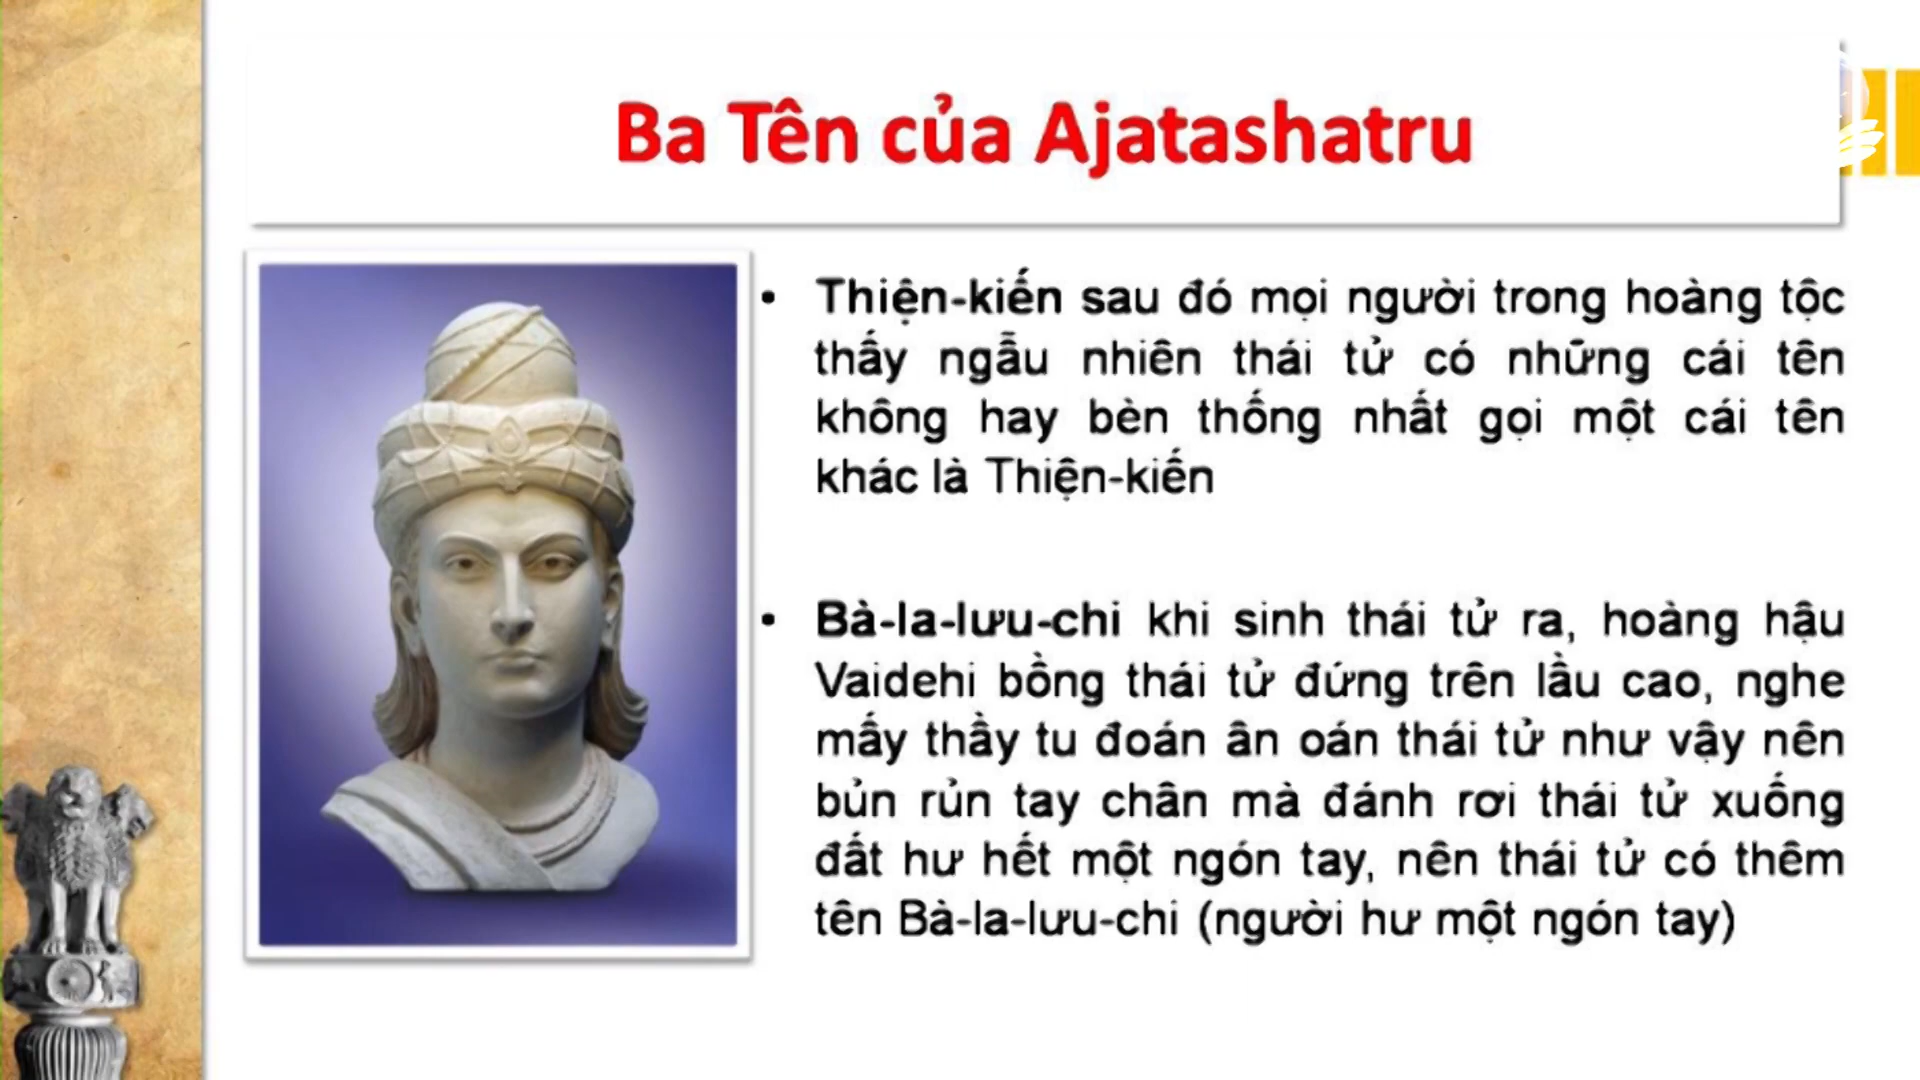 Ba Tên của Ajatashatru
• Thiện-kiến sau đó mọi người trong hoàng tộc
thấy ngẫu nhiên thái tử có những cái tên
không hay bèn thống nhất gọi một cái tên
khác là Thiện-kiến
• Bà-la-lưu-chi khi sinh thái tử ra, hoàng hậu
Vaidehi bồng thái tử đứng trên lầu cao, nghe
mấy thầy tu đoán ân oán thái tử như vậy nên
bủn rủn tay chân mà đánh rơi thái tử xuống
đất hư hết một ngón tay, nên thái tử có thêm
tên Bà-la-lưu-chi (người hư một ngón tay)